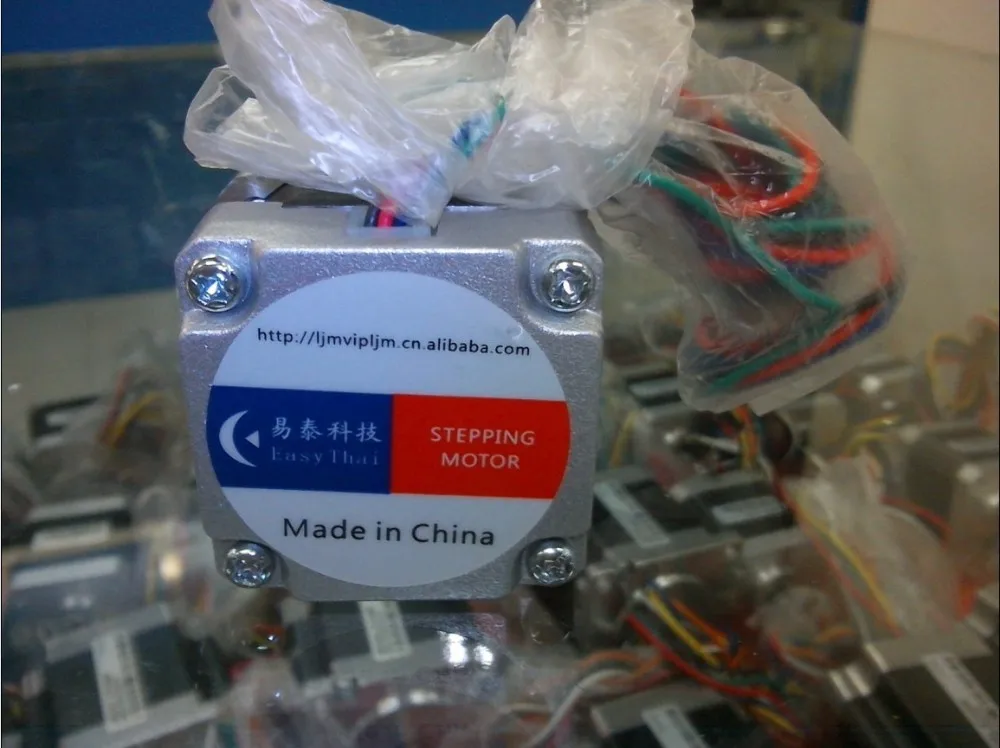 http://ljmvipljm.cn.alibaba.com
易泰科技
EasyThai
STEPPING
MOTOR
Made in China